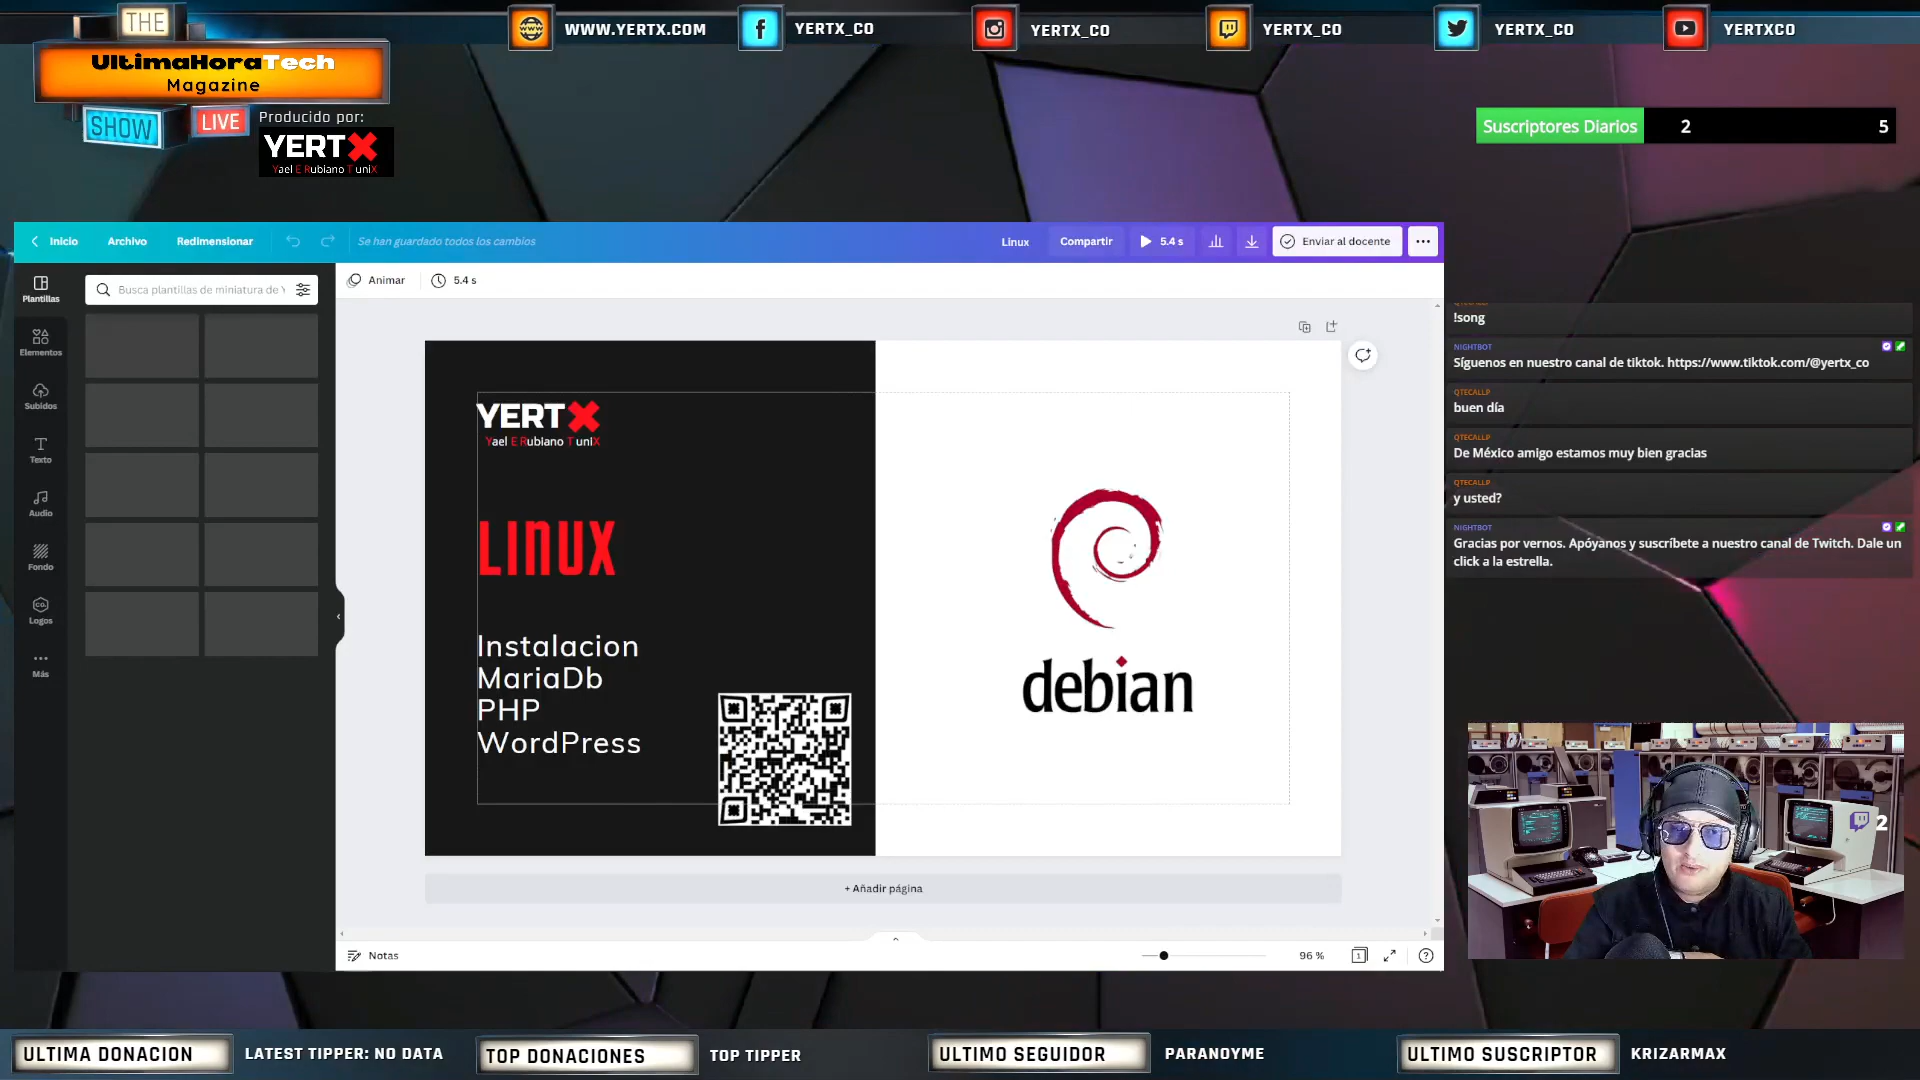 THE
UltimaHoraTech
Magazine
SHOW
LIVE
Producido por:
YERTX
Yael E Rubiano T uniX
WWW.YERTX.COM
YERTX_CO
YERTX_CO
YERTX_CO
YERTX_CO
YERTXCO
Suscriptores Diarios
2
5
Inicio
Archivo
Redimensionar
Se han guardado todos los cambios
Linux
Compartir
5.4 s
Enviar al docente
Plantillas
Elementos
Subidos
Texto
Audio
Fondo
CO.
Logos
Más
Busca plantillas de miniatura de
Animar
5.4 s
YERTX
Yael E Rubiano T uniX
LINUX
Instalacion
MariaDb
PHP
WordPress
debian
+ Añadir página
Notas
96 %
1
!song
NIGHTBOT
Síguenos en nuestro canal de tiktok. https://www.tiktok.com/@yertx_co
QTECALLP
buen día
QTECALLP
De México amigo estamos muy bien gracias
QTECALLP
y usted?
NIGHTBOT
Gracias por vernos. Apóyanos y suscríbete a nuestro canal de Twitch. Dale un
click a la estrella.
2
ULTIMA DONACION
LATEST TIPPER: NO DATA
TOP DONACIONES
TOP TIPPER
ULTIMO SEGUIDOR
PARANOYME
ULTIMO SUSCRIPTOR
KRIZARMAX